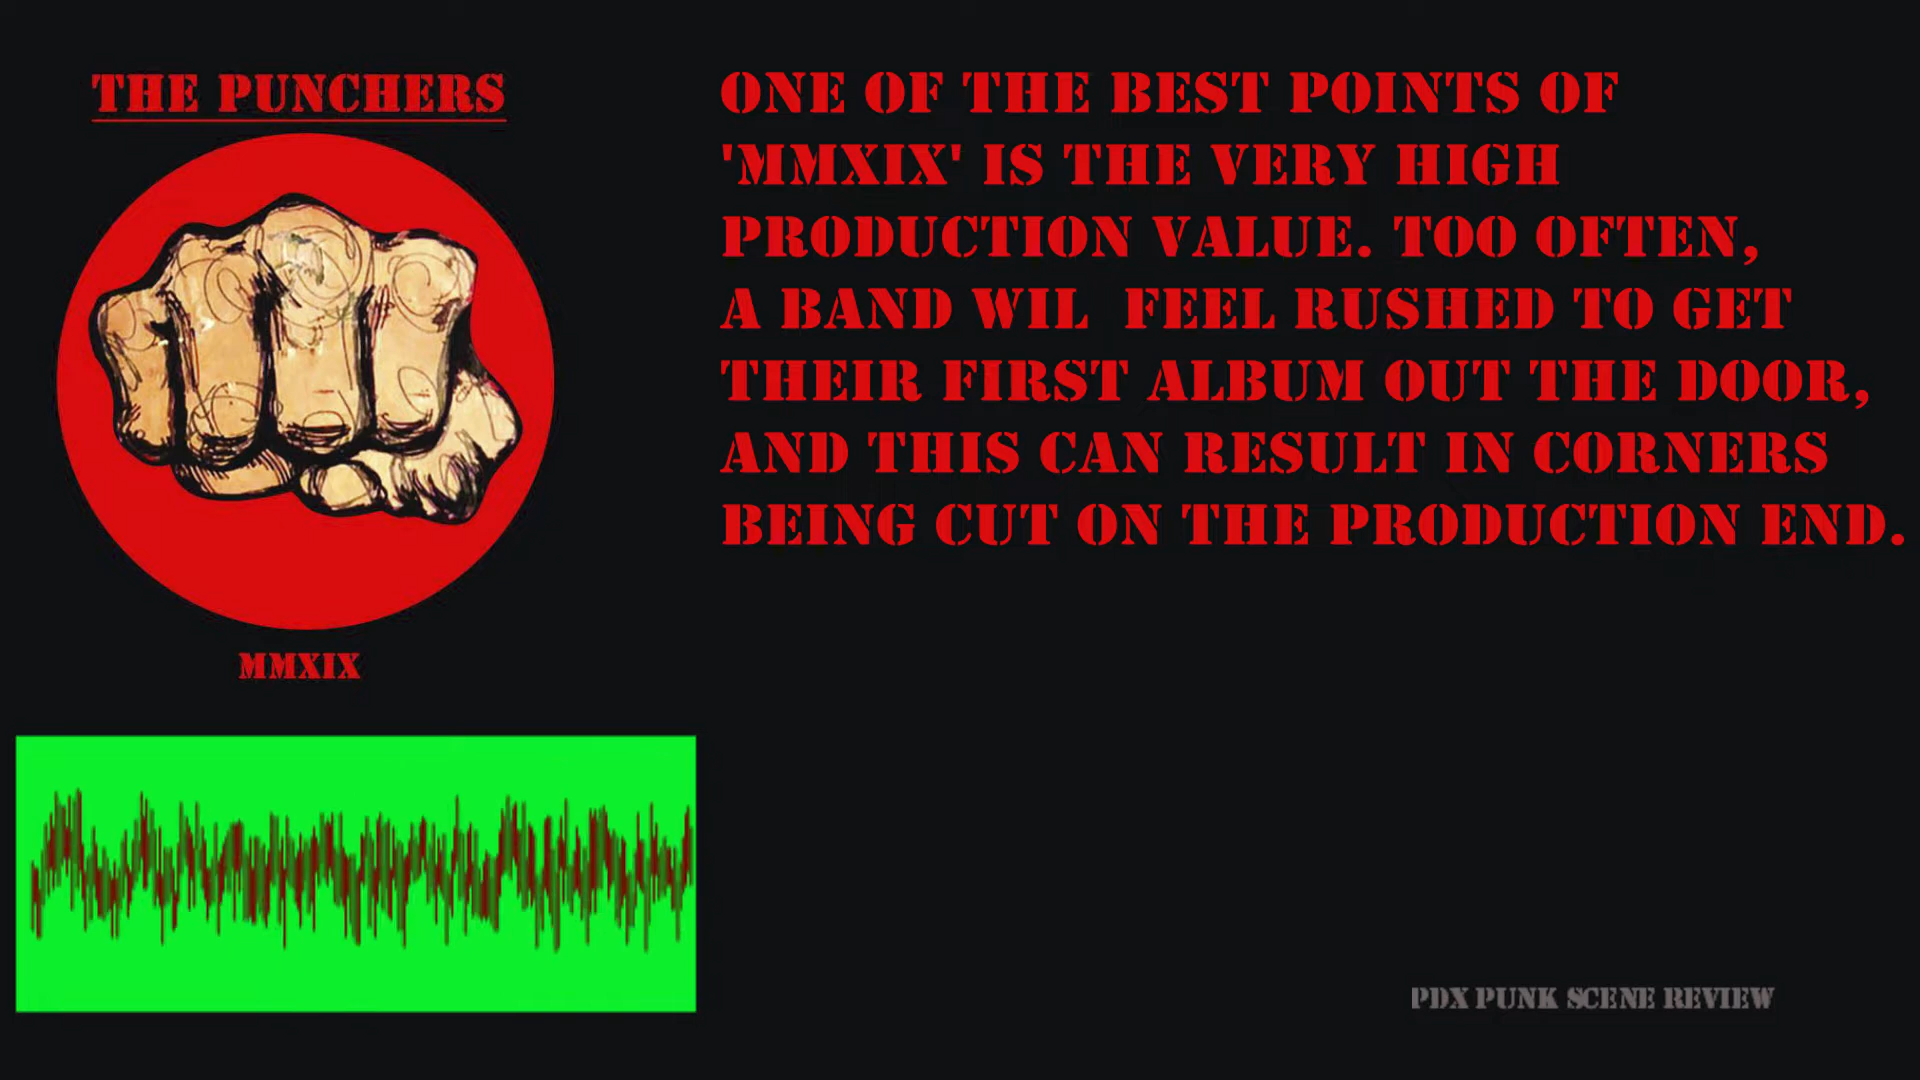 THE PUNCHERS
MMXIX
ONE OF THE BEST POINTS OF
'MMXIX' IS THE VERY HIGH
PRODUCTION VALUE. TOO OFTEN,
A BAND WIL  FEEL RUSHED TO GET
THEIR FIRST ALBUM OUT THE DOOR,
AND THIS CAN RESULT IN CORNERS
BEING CUT ON THE PRODUCTION END.
PDX PUNK SCENE REVIEW